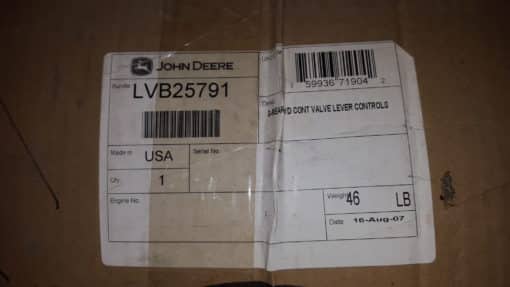 JOHN DEERE
LVB25791
59936 71904 2
CONT VALVE LEVER CONTROLS
Made in
USA
Serial No.
Qty.
1
Engine No.
Weight
46 LB
Date
16-Aug-07